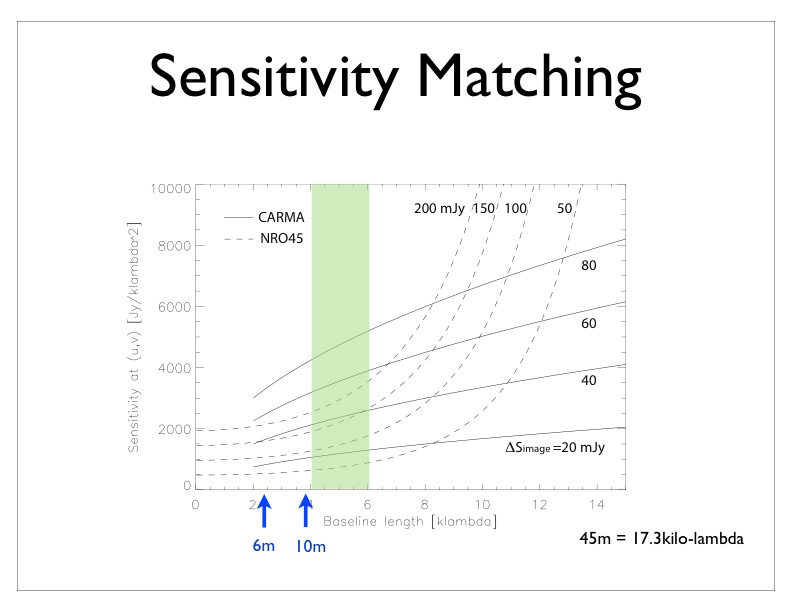 Sensitivity Matching
10000
8000
6000
4000
2000
0
Sensitivity at (u,v) [Jy/klambda^2]
CARMA
NRO45
200 mJy 150 100 50
80
60
40
ΔSimage =20 mJy
0 2 4 6 8 10 12 14
Baseline length [klambda]
6m 10m
45m = 17.3kilo-lambda